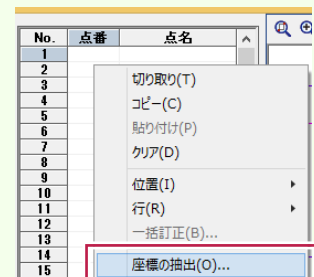 No. 点番 点名
1
2
3
4
5
6
7
8
9
10
11
12
13
14
15
切り取り(T)
コピー(C)
貼り付け(P)
クリア(D)
位置(I)
行(R)
一括訂正(B)...
座標の抽出(O)...